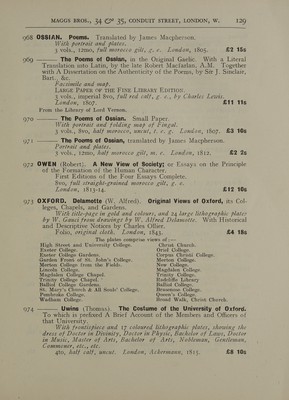 MAGGS BROS., 34 & 35, CONDUIT STREET, LONDON, W. 129
968 OSSIAN. Poems. Translated by James Macpherson.
With portrait and plates.
2 vols., 12mo, full morocco gilt, g. e. London, 1805. £2 15s
969 ——— The Poems of Ossian, in the Original Gaelic. With a Literal
Translation into Latin, by the late Robert Macfarlan, A.M. Together
with A Dissertation on the Authenticity of the Poems, by Sir J. Sinclair,
Bart., &c.
Facsimile and map.
LARGE PAPER OF THE FINE LIBRARY EDITION.
3 vols., imperial 8vo, full red calf, g. e., by Charles Lewis.
London, 1807. £11 11s
From the Library of Lord Vernon.
970 ——— The Poems of Ossian. Small Paper.
With portrait and folding map of Fingal.
3 vols., 8vo, half morocco, uncut, t. e. g. London, 1807. £3 16s
971 ——— The Poems of Ossian, translated by James Macpherson.
Portrait and plates.
2 vols., 12mo, half morocco gilt, m. e. London, 1812. £2 2s
972 OWEN (Robert). A New View of Society; or Essays on the Principle
of the Formation of the Human Character.
First Editions of the Four Essays Complete.
8vo, full straight-grained morocco gilt, g. e.
London, 1813-14. £12 10s
973 OXFORD. Delamotte (W. Alfred). Original Views of Oxford, its Col-
leges, Chapels, and Gardens.
With title-page in gold and colours, and 24 large lithographic plates
by W. Gauci from drawings by W. Alfred Delamotte. With Historical
and Descriptive Notices by Charles Ollier.
Folio, original cloth. London, 1843. £4 18s
The plates comprise views of:—
High Street and University College. Christ Church.
Exeter College. Oriel College.
Exeter College Gardens. Corpus Christi College.
Garden Front of St. John's College. Merton College.
Merton College from the Fields. New College.
Lincoln College. Magdalen College.
Magdalen College Chapel. Trinity College.
Trinity College Chapel. Radcliffe Library
Balliol College Gardens. Balliol College.
St. Mary's Church & All Souls' College. Brasenose College.
Pembroke College. Queen's College.
Wadham College. Broad Walk, Christ Church.
974 ——— Uwins (Thomas). The Costume of the University of Oxford.
To which is prefixed A Brief Account of the Members and Officers of
that University.
With frontispiece and 17 coloured lithographic plates, shewing the
dress of Doctor in Divinity, Doctor in Physic, Bachelor of Laws, Doctor
in Music, Master of Arts, Bachelor of Arts, Nobleman, Gentleman,
Commoner, etc., etc.
4to, half calf, uncut. London, Ackermann, 1815. £8 10s